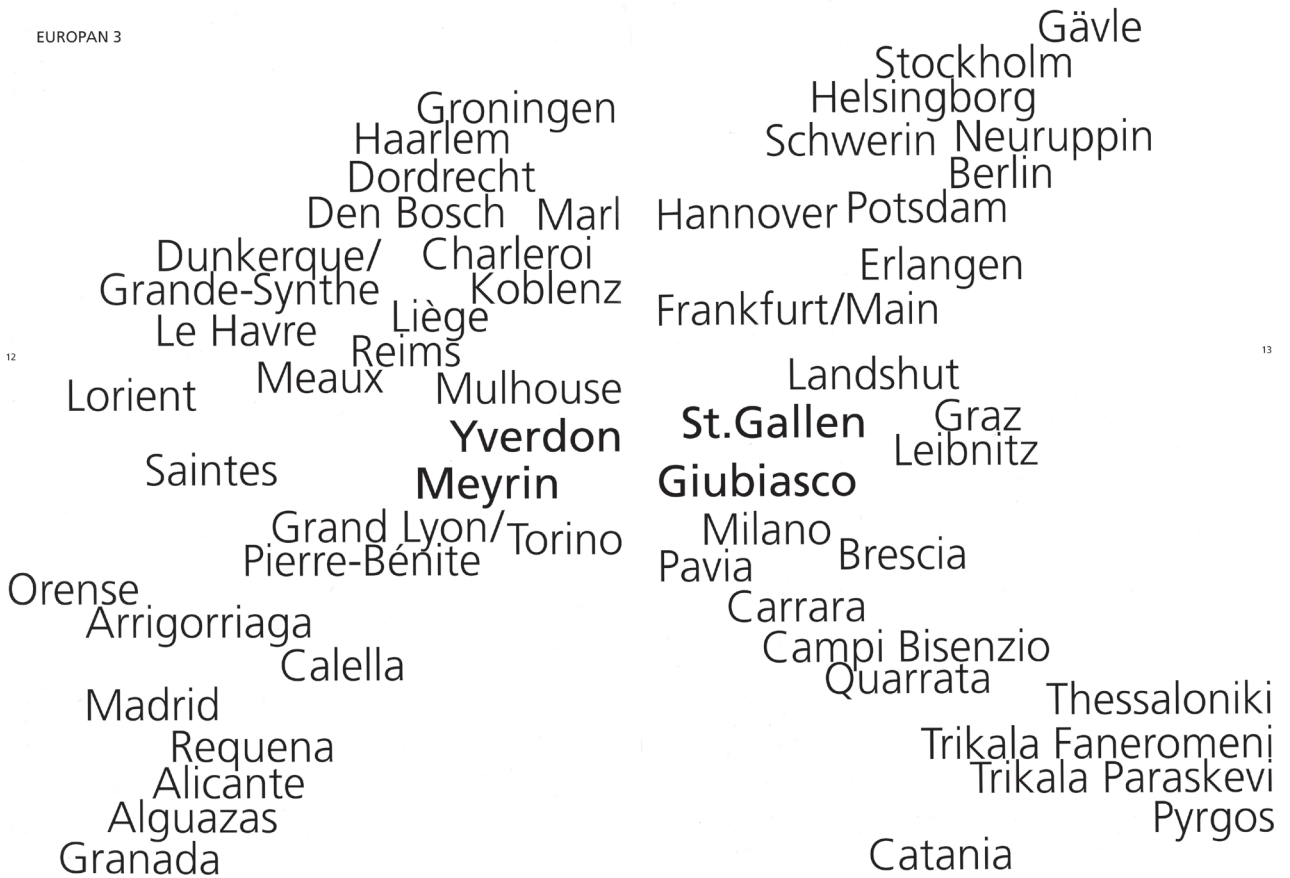 EUROPAN 3
Groningen
Haarlem
Dordrecht
Den Bosch Marl
Dunkerque/ Charleroi
Grande-Synthe Koblenz
Liège
Le Havre
Reims
12
Meaux Mulhouse
Lorient
Yverdon
Saintes
Meyrin
Grand Lyon/ Torino
Pierre-Bénite
Orense
Arrigorriaga
Calella
Madrid
Requena
Alicante
Alguazas
Granada
Gävle
Stockholm
Helsingborg
Schwerin Neuruppin
Berlin
Hannover Potsdam
Erlangen
Frankfurt/Main
13
Landshut
St.Gallen Graz
Leibnitz
Giubiasco
Milano
Brescia
Pavia
Carrara
Campi Bisenzio
Quarrata
Thessaloniki
Trikala Faneromeni
Trikala Paraskevi
Pyrgos
Catania